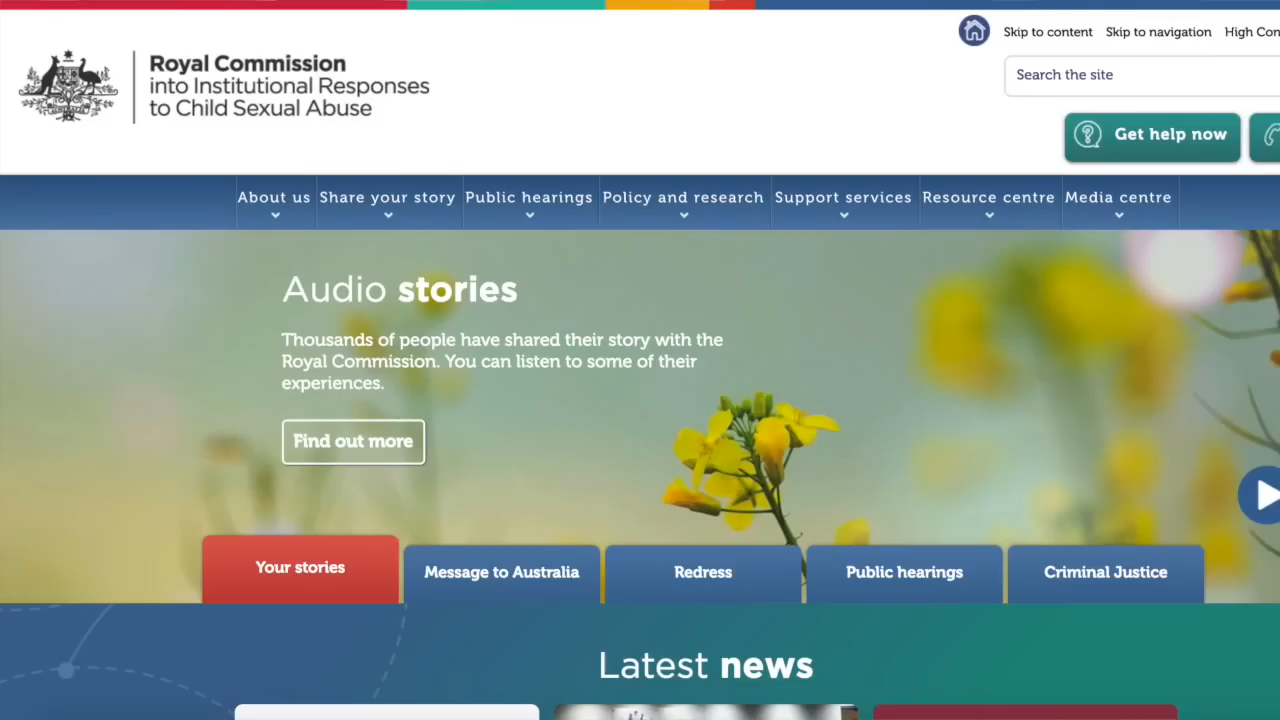 Skip to content Skip to navigation High Con
Royal Commission
into Institutional Responses
to Child Sexual Abuse
Search the site
Get help now
About us Share your story Public hearings Policy and research Support services Resource centre Media centre
Audio stories
Thousands of people have shared their story with the
Royal Commission. You can listen to some of their
experiences.
Find out more
Your stories Message to Australia Redress Public hearings Criminal Justice
Latest news